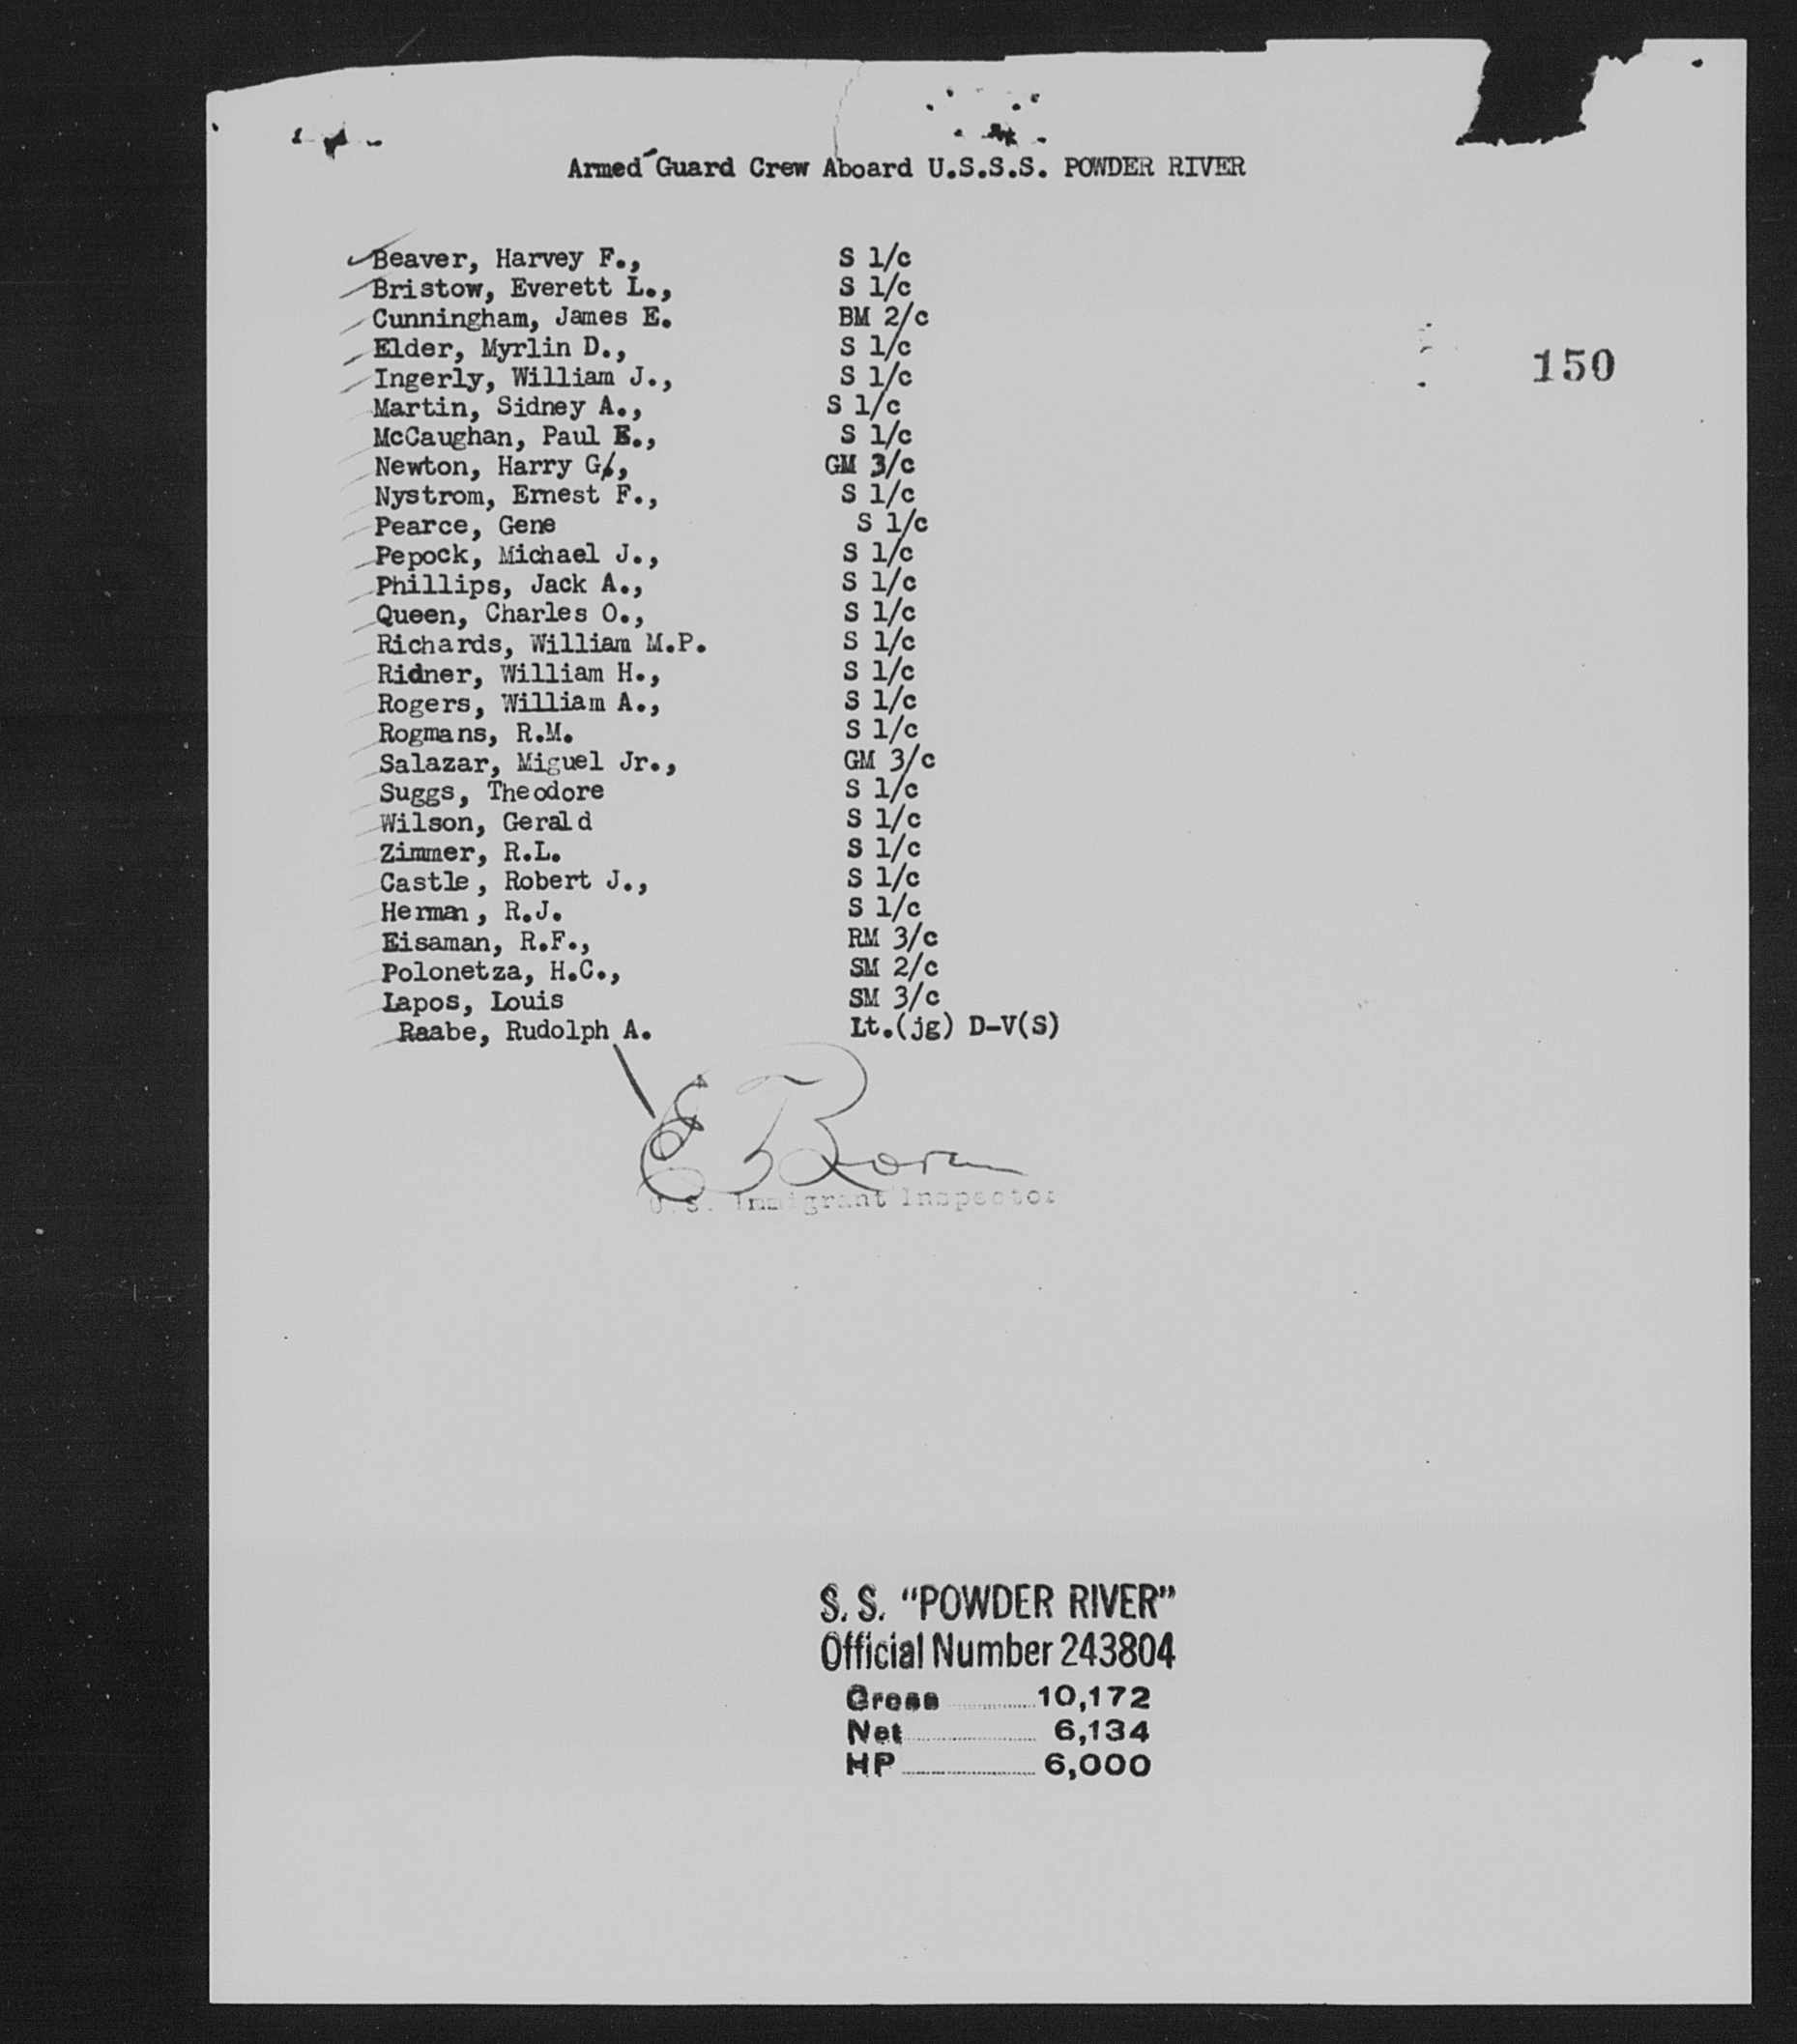 Armed Guard Crew Aboard U.S.S.S. POWDER RIVER
Beaver, Harvey F., S 1/c
Bristow, Everett L., S 1/c
Cunningham, James E. BM 2/c
Elder, Myrlin D., S 1/c
150
Ingerly, William J., S 1/c
Martin, Sidney A., S 1/c
McCaughan, Paul E., S 1/c
Newton, Harry G., GM 3/c
Nystrom, Ernest F., S 1/c
Pearce, Gene S 1/c
Pepock, Michael J., S 1/c
Phillips, Jack A., S 1/c
Queen, Charles O., S 1/c
Richards, William M.P. S 1/c
Ridner, William H., S 1/c
Rogers, William A., S 1/c
Rogmans, R.M. S 1/c
Salazar, Miguel Jr., GM 3/c
Suggs, Theodore S 1/c
Wilson, Gerald S 1/c
Zimmer, R.L. S 1/c
Castle, Robert J., S 1/c
Herman, R.J. S 1/c
Eisaman, R.F., RM 3/c
Polonetza, H.C., SM 2/c
Lapos, Louis SM 3/c
Raabe, Rudolph A. Lt.(jg) D-V(S)
U. S. Immigrant Inspector
S. S. "POWDER RIVER"
Official Number 243804
Gross 10,172
Net 6,134
HP 6,000